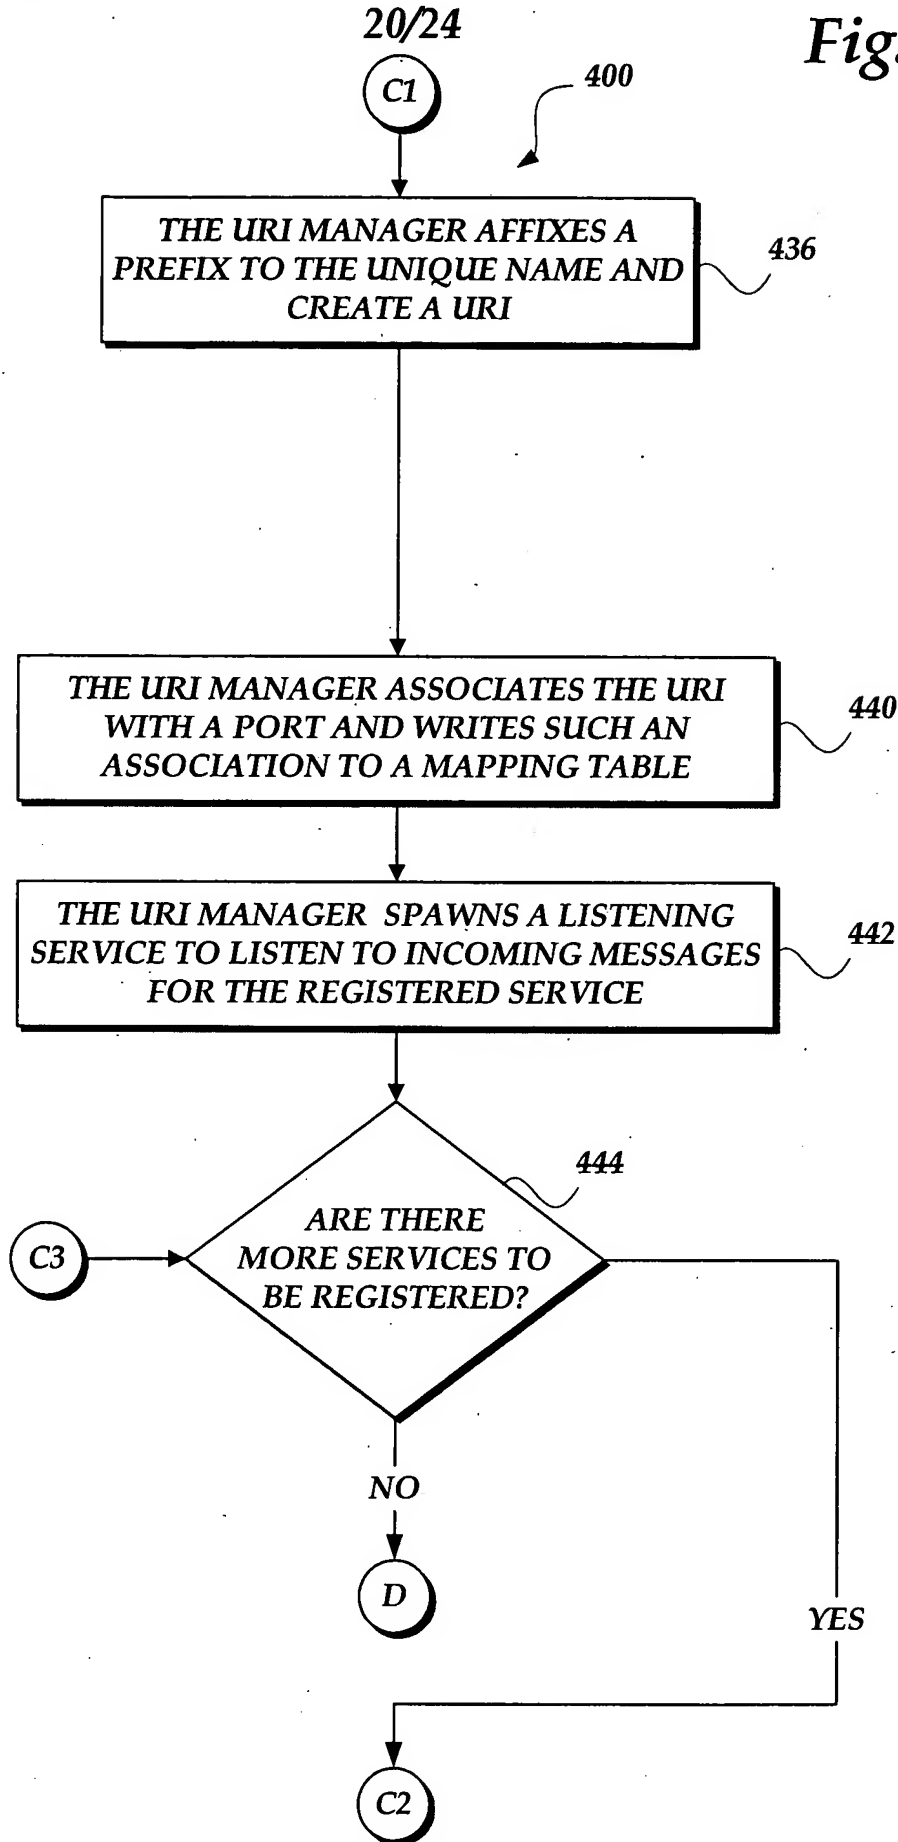 20/24
Fig.
C1
400
THE URI MANAGER AFFIXES A
PREFIX TO THE UNIQUE NAME AND
CREATE A URI
436
THE URI MANAGER ASSOCIATES THE URI
WITH A PORT AND WRITES SUCH AN
ASSOCIATION TO A MAPPING TABLE
440
THE URI MANAGER SPAWNS A LISTENING
SERVICE TO LISTEN TO INCOMING MESSAGES
FOR THE REGISTERED SERVICE
442
444
ARE THERE
MORE SERVICES TO
BE REGISTERED?
C3
NO
D
YES
C2